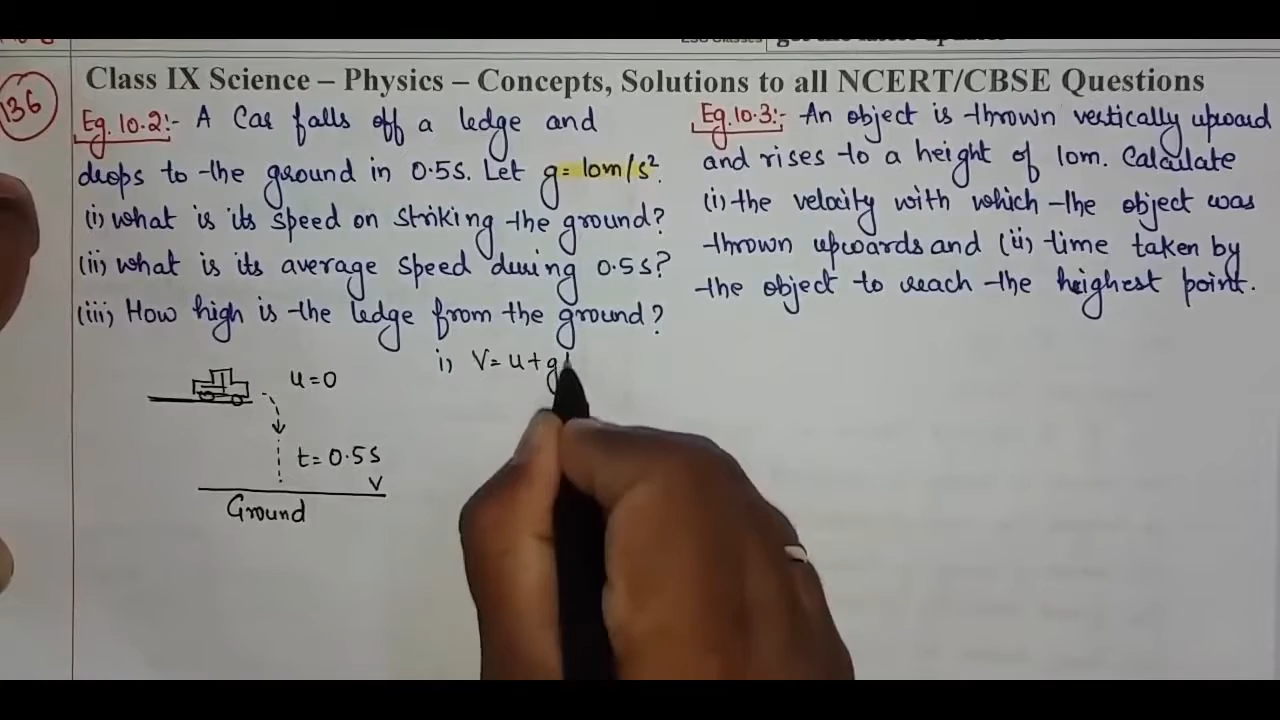 Class IX Science – Physics – Concepts, Solutions to all NCERT/CBSE Questions
136
Eg. 10.2:- A Car falls off a ledge and
drops to the ground in 0.5s. Let g= 10m/s².
(i) what is its speed on striking the ground?
(ii) what is its average speed during 0.5s?
(iii) How high is the ledge from the ground?
u=0
t=0.5s
v
Ground
i) V= u+g
Eg.10.3:- An object is thrown vertically upward
and rises to a height of 10m. Calculate
(i) the velocity with which the object was
thrown upwards and (ii) time taken by
the object to reach the heighest point.